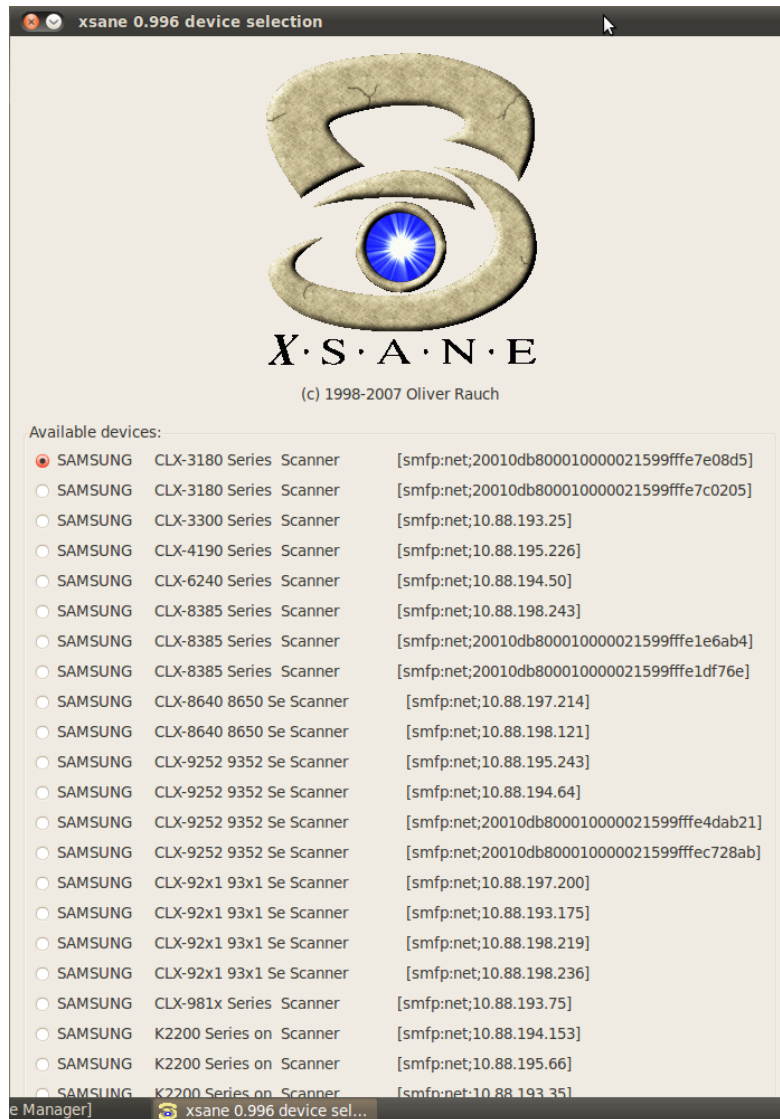 xsane 0.996 device selection
X·S·A·N·E
(c) 1998-2007 Oliver Rauch
Available devices:
SAMSUNG CLX-3180 Series Scanner [smfp:net;20010db800010000021599fffe7e08d5]
SAMSUNG CLX-3180 Series Scanner [smfp:net;20010db800010000021599fffe7c0205]
SAMSUNG CLX-3300 Series Scanner [smfp:net;10.88.193.25]
SAMSUNG CLX-4190 Series Scanner [smfp:net;10.88.195.226]
SAMSUNG CLX-6240 Series Scanner [smfp:net;10.88.194.50]
SAMSUNG CLX-8385 Series Scanner [smfp:net;10.88.198.243]
SAMSUNG CLX-8385 Series Scanner [smfp:net;20010db800010000021599fffe1e6ab4]
SAMSUNG CLX-8385 Series Scanner [smfp:net;20010db800010000021599fffe1df76e]
SAMSUNG CLX-8640 8650 Se Scanner [smfp:net;10.88.197.214]
SAMSUNG CLX-8640 8650 Se Scanner [smfp:net;10.88.198.121]
SAMSUNG CLX-9252 9352 Se Scanner [smfp:net;10.88.195.243]
SAMSUNG CLX-9252 9352 Se Scanner [smfp:net;10.88.194.64]
SAMSUNG CLX-9252 9352 Se Scanner [smfp:net;20010db800010000021599fffe4dab21]
SAMSUNG CLX-9252 9352 Se Scanner [smfp:net;20010db800010000021599fffec728ab]
SAMSUNG CLX-92x1 93x1 Se Scanner [smfp:net;10.88.197.200]
SAMSUNG CLX-92x1 93x1 Se Scanner [smfp:net;10.88.193.175]
SAMSUNG CLX-92x1 93x1 Se Scanner [smfp:net;10.88.198.219]
SAMSUNG CLX-92x1 93x1 Se Scanner [smfp:net;10.88.198.236]
SAMSUNG CLX-981x Series Scanner [smfp:net;10.88.193.75]
SAMSUNG K2200 Series on Scanner [smfp:net;10.88.194.153]
SAMSUNG K2200 Series on Scanner [smfp:net;10.88.195.66]
SAMSUNG K2200 Series on Scanner [smfp:net;10.88.193.35]
e Manager] xsane 0.996 device sel...